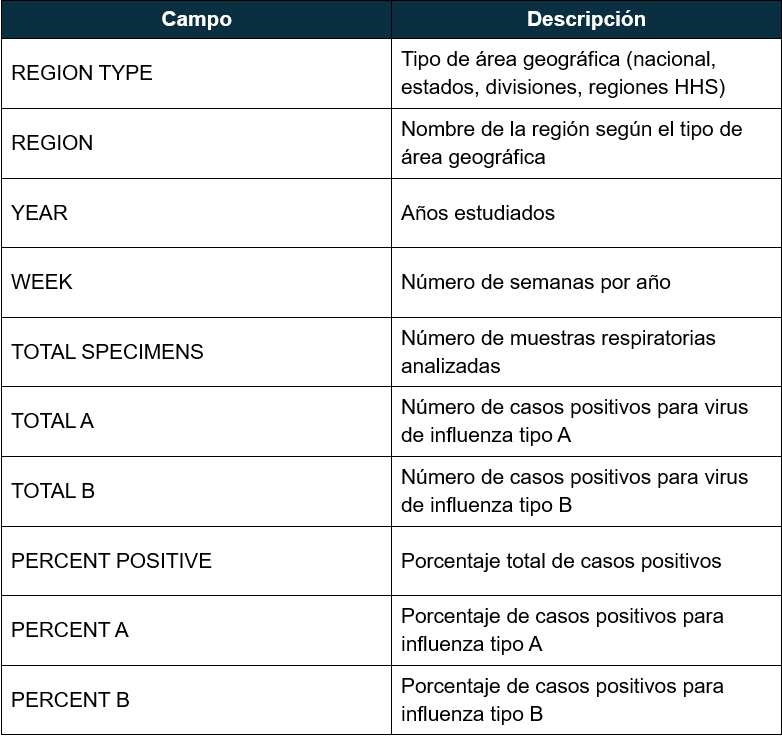 Campo
Descripción
REGION TYPE
Tipo de área geográfica (nacional,
estados, divisiones, regiones HHS)
REGION
Nombre de la región según el tipo de
área geográfica
YEAR
Años estudiados
WEEK
Número de semanas por año
TOTAL SPECIMENS
Número de muestras respiratorias
analizadas
TOTAL A
Número de casos positivos para virus
de influenza tipo A
TOTAL B
Número de casos positivos para virus
de influenza tipo B
PERCENT POSITIVE
Porcentaje total de casos positivos
PERCENT A
Porcentaje de casos positivos para
influenza tipo A
PERCENT B
Porcentaje de casos positivos para
influenza tipo B